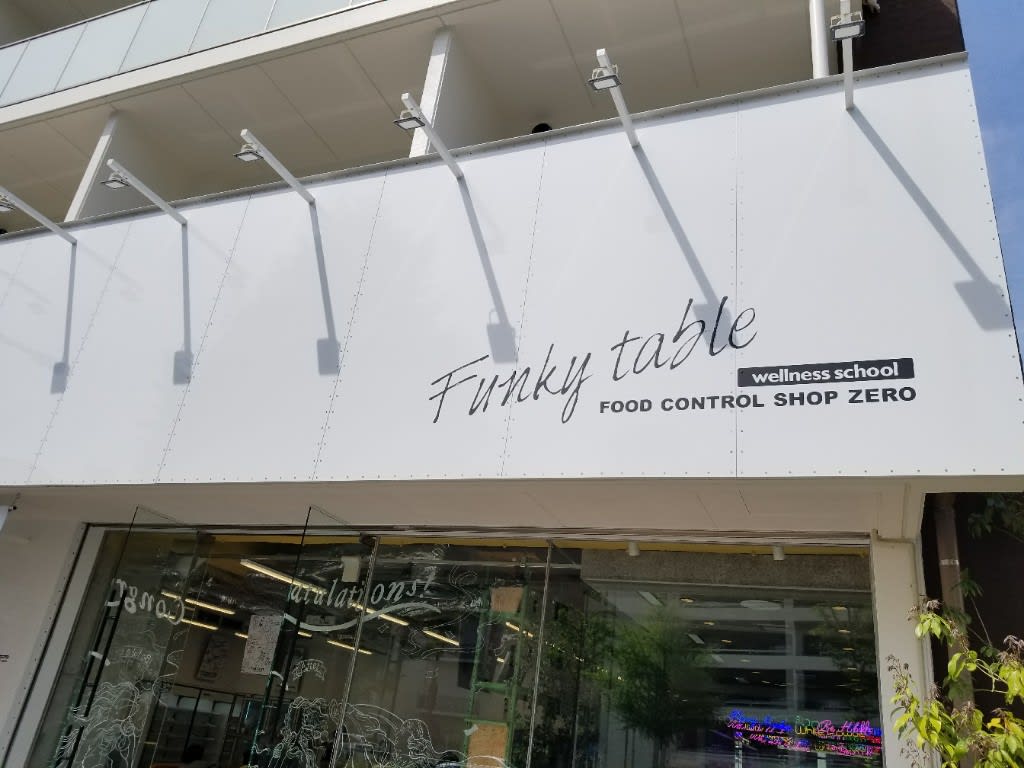 Funky table
wellness school
FOOD CONTROL SHOP ZERO